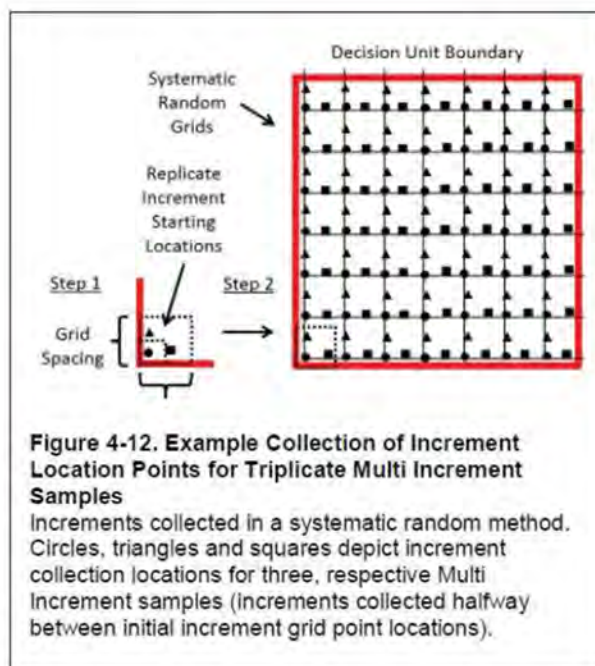 Decision Unit Boundary
Systematic
Random
Grids
Replicate
Increment
Starting
Locations
Step 1
Step 2
Grid
Spacing
Figure 4-12. Example Collection of Increment
Location Points for Triplicate Multi Increment
Samples
Increments collected in a systematic random method.
Circles, triangles and squares depict increment
collection locations for three, respective Multi
Increment samples (increments collected halfway
between initial increment grid point locations).